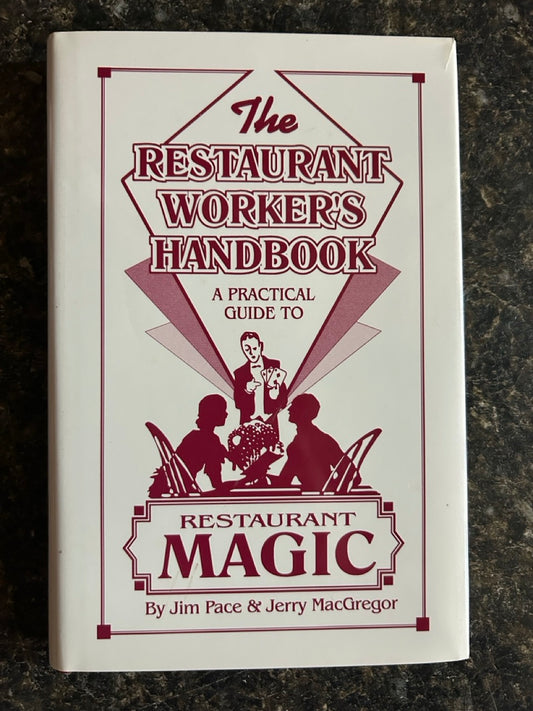 The
RESTAURANT
WORKER'S
HANDBOOK
A PRACTICAL
GUIDE TO
RESTAURANT
MAGIC
By Jim Pace & Jerry MacGregor